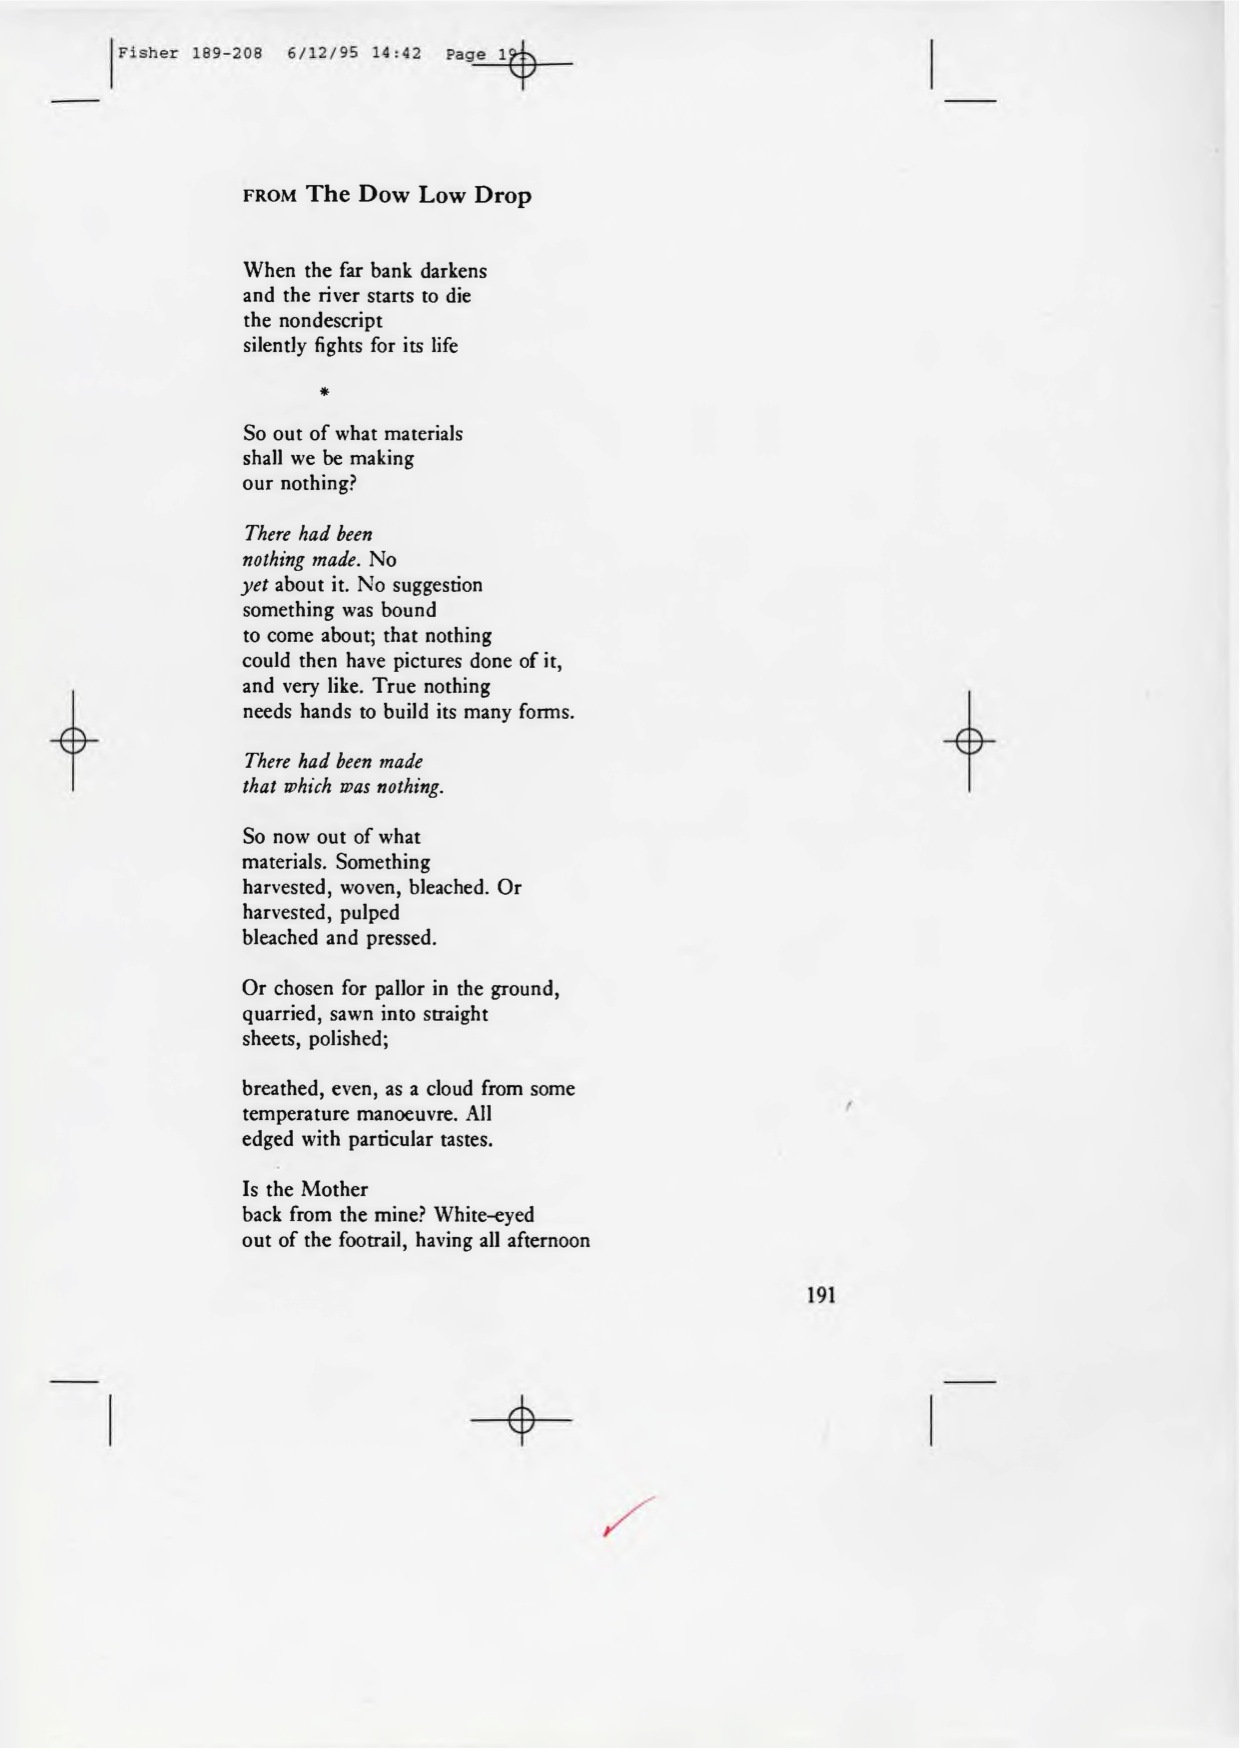 Fisher 189-208 6/12/95 14:42 Page
FROM The Dow Low Drop
When the far bank darkens
and the river starts to die
the nondescript
silently fights for its life
*
So out of what materials
shall we be making
our nothing?
There had been
nothing made. No
yet about it. No suggestion
something was bound
to come about; that nothing
could then have pictures done of it,
and very like. True nothing
needs hands to build its many forms.
There had been made
that which was nothing.
So now out of what
materials. Something
harvested, woven, bleached. Or
harvested, pulped
bleached and pressed.
Or chosen for pallor in the ground,
quarried, sawn into straight
sheets, polished;
breathed, even, as a cloud from some
temperature manoeuvre. All
edged with particular tastes.
Is the Mother
back from the mine? White-eyed
out of the footrail, having all afternoon
191